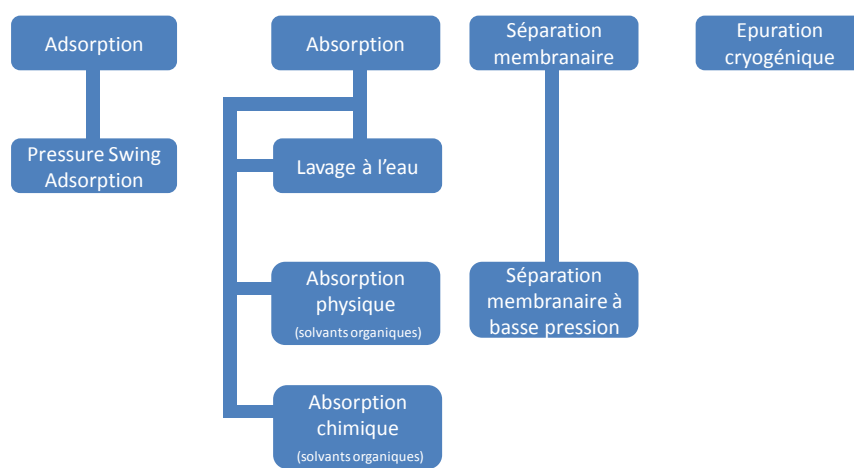 Adsorption
Absorption
Séparation
membranaire
Epuration
cryogénique
Pressure Swing
Adsorption
Lavage à l'eau
Absorption
physique
(solvants organiques)
Séparation
membranaire à
basse pression
Absorption
chimique
(solvants organiques)